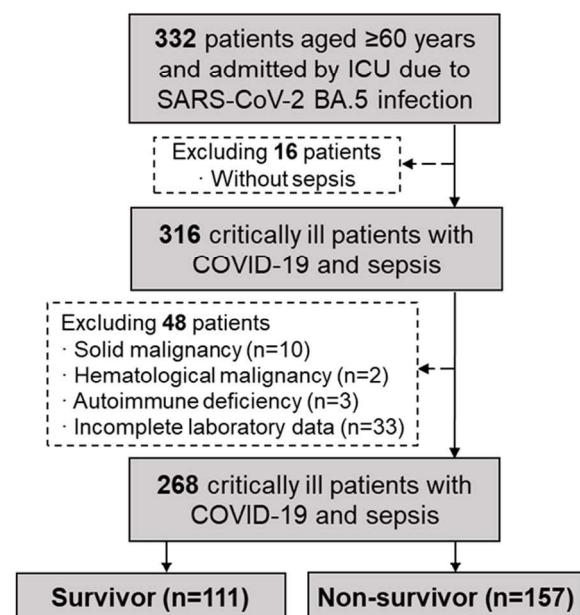 332 patients aged ≥60 years
and admitted by ICU due to
SARS-CoV-2 BA.5 infection
Excluding 16 patients
· Without sepsis
316 critically ill patients with
COVID-19 and sepsis
Excluding 48 patients
· Solid malignancy (n=10)
· Hematological malignancy (n=2)
· Autoimmune deficiency (n=3)
· Incomplete laboratory data (n=33)
268 critically ill patients with
COVID-19 and sepsis
Survivor (n=111)
Non-survivor (n=157)